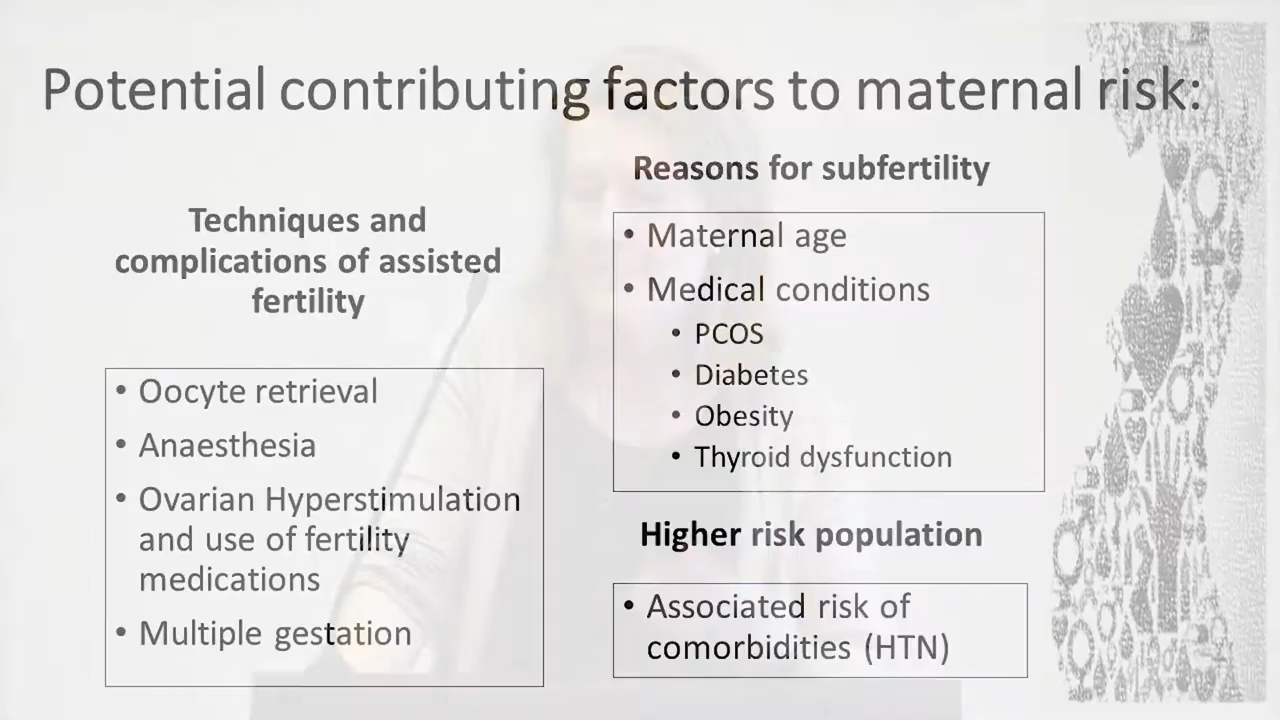 Potential contributing factors to maternal risk:
Techniques and
complications of assisted
fertility
• Oocyte retrieval
• Anaesthesia
• Ovarian Hyperstimulation
and use of fertility
medications
• Multiple gestation
Reasons for subfertility
• Maternal age
• Medical conditions
• PCOS
• Diabetes
• Obesity
• Thyroid dysfunction
Higher risk population
• Associated risk of
comorbidities (HTN)